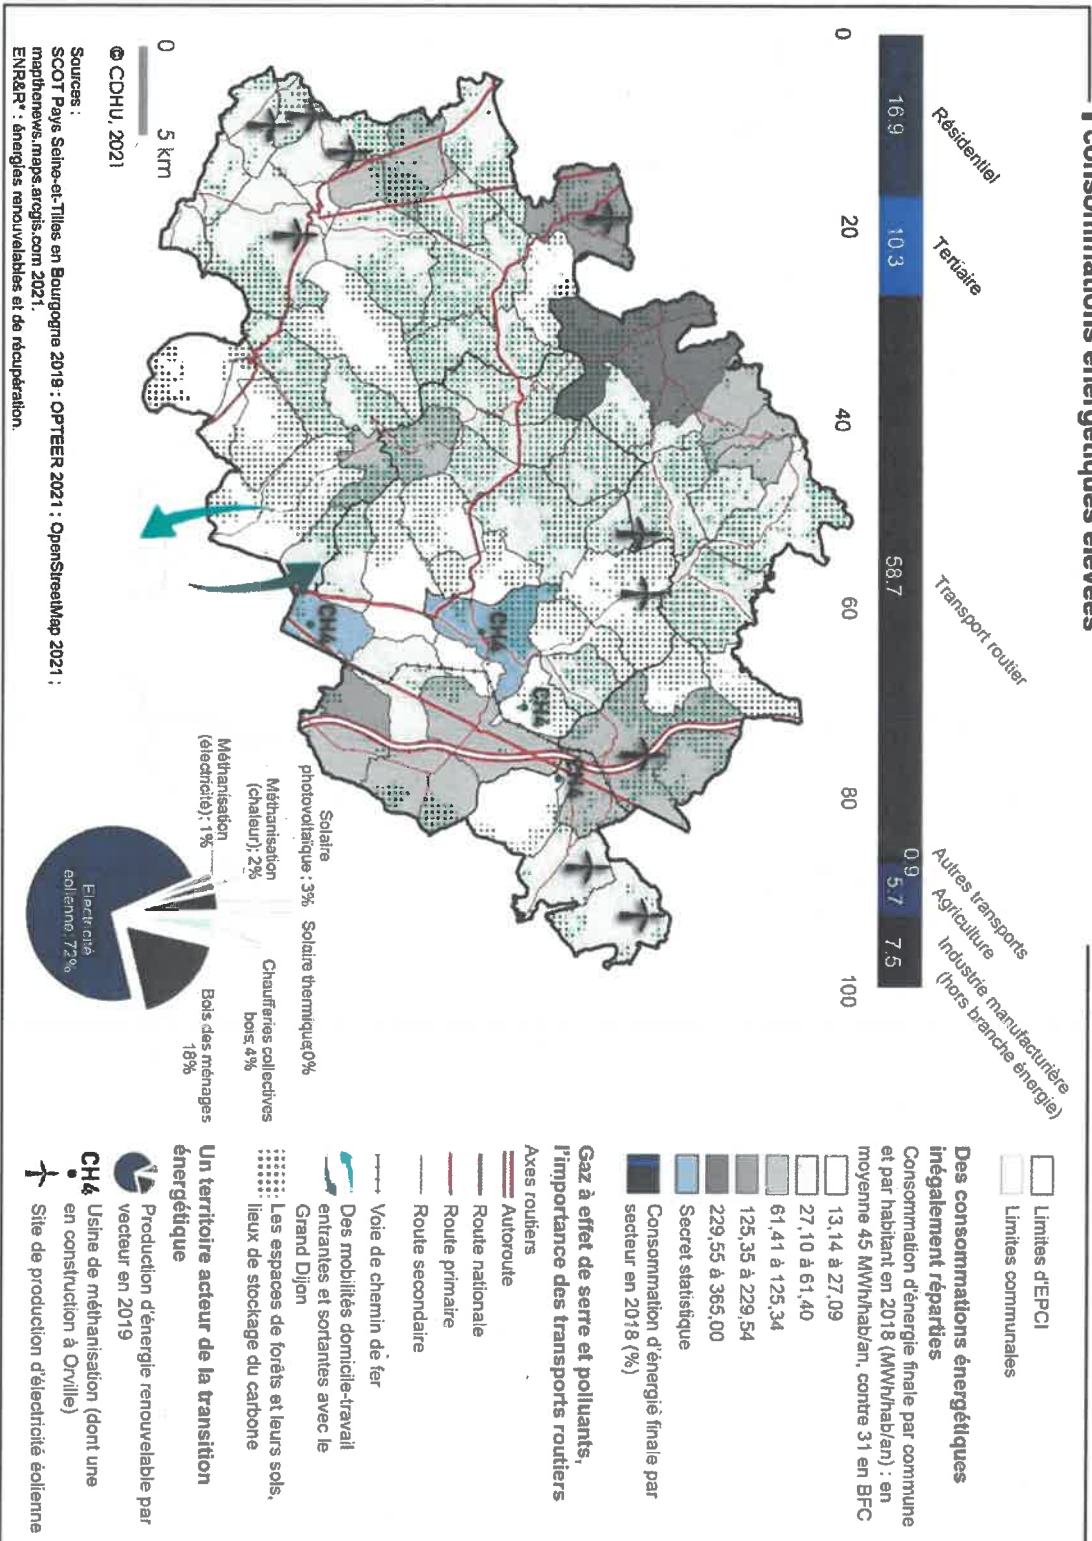 consommations énergétiques élevées
Résidentiel
Tertiaire
Transport routier
Autres transports
Agriculture
Industrie manufacturière
(hors branche énergie)
16.9
10.3
58.7
0.9
5.7
7.5
0
20
40
60
80
100
CH4
CH4
CH4
CH4
0
5 km
© CDHU, 2021
Sources :
SCOT Pays Seine-et-Tilles en Bourgogne 2019 ; OPTEER 2021 ; OpenStreetMap 2021 ;
mapthenews.maps.arcgis.com 2021.
ENR&R* : énergies renouvelables et de récupération.
Solaire
photovoltaïque ; 3%
Solaire thermique; 0%
Méthanisation
(chaleur); 2%
Chaufferies collectives
bois; 4%
Méthanisation
(électricité); 1%
Bois des ménages
18%
Electricité
éolienne; 72%
Limites d'EPCI
Limites communales
Des consommations énergétiques
inégalement réparties
Consommation d'énergie finale par commune
et par habitant en 2018 (MWh/hab/an) : en
moyenne 45 MWh/hab/an, contre 31 en BFC
13,14 à 27,09
27,10 à 61,40
61,41 à 125,34
125,35 à 229,54
229,55 à 365,00
Secret statistique
Consommation d'énergie finale par
secteur en 2018 (%)
Gaz à effet de serre et polluants,
l'importance des transports routiers
Axes routiers
Autoroute
Route nationale
Route primaire
Route secondaire
Voie de chemin de fer
Des mobilités domicile-travail
entrantes et sortantes avec le
Grand Dijon
Les espaces de forêts et leurs sols,
lieux de stockage du carbone
Un territoire acteur de la transition
énergétique
Production d'énergie renouvelable par
vecteur en 2019
CH4 Usine de méthanisation (dont une
en construction à Orville)
Site de production d'électricité éolienne